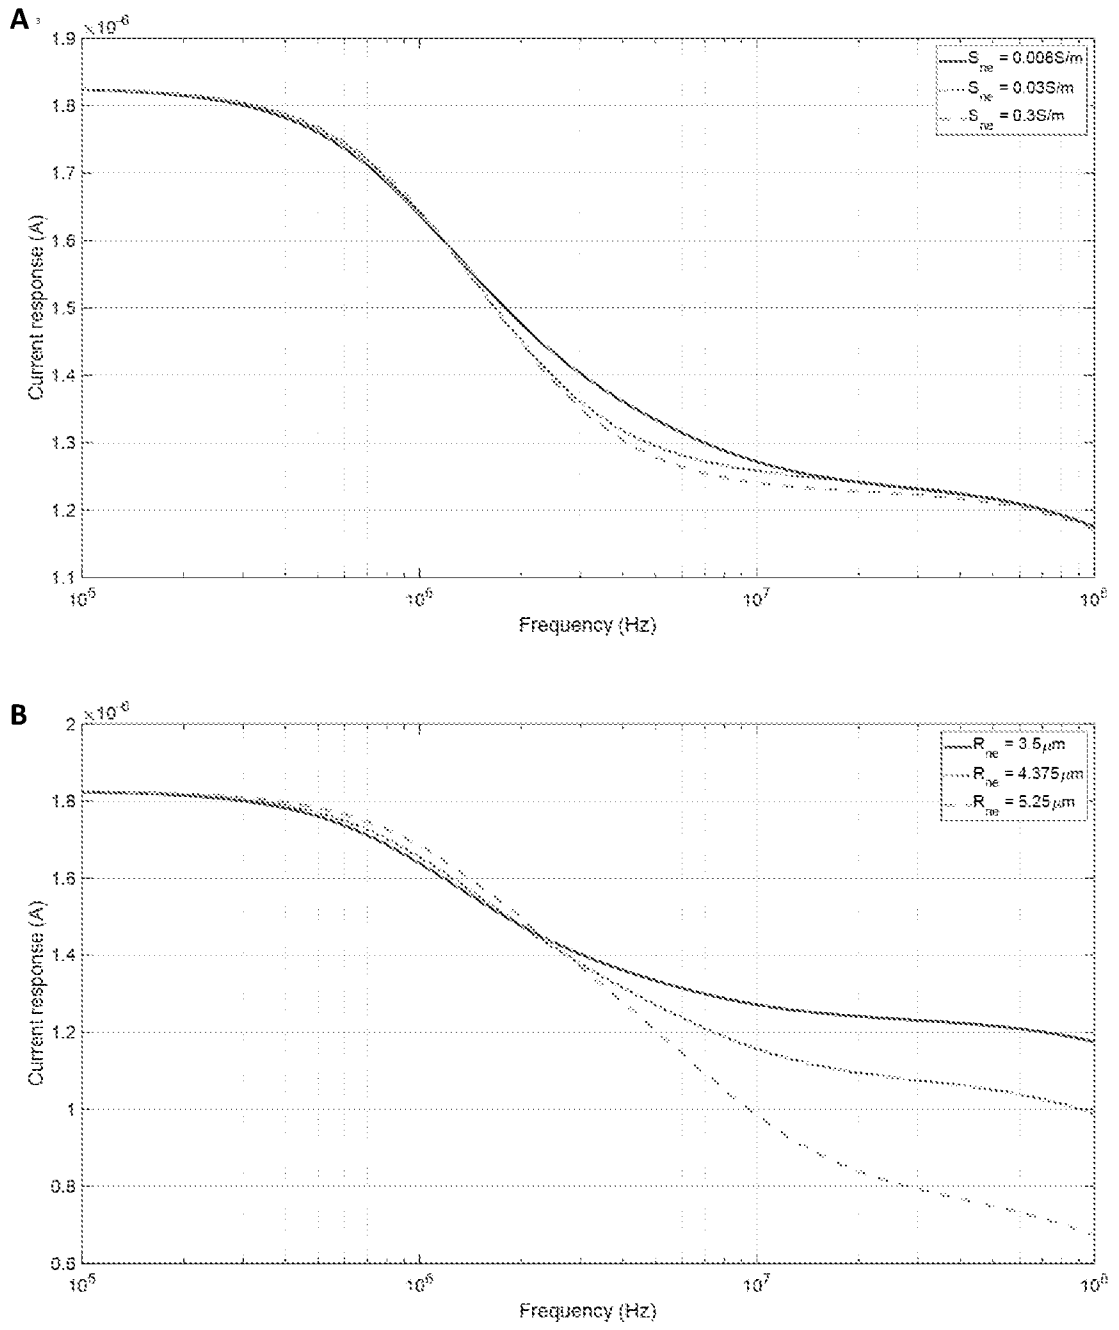 A
×10⁻⁶
1.9
1.8
1.7
1.6
1.5
1.4
1.3
1.2
1.1
Current response (A)
S_ne = 0.006S/m
S_ne = 0.03S/m
S_ne = 0.3S/m
10⁵
10⁶
10⁷
10⁸
Frequency (Hz)
B
×10⁻⁶
2
1.8
1.6
1.4
1.2
1
0.8
0.6
Current response (A)
R_ne = 3.5μm
R_ne = 4.375μm
R_ne = 5.25μm
10⁵
10⁶
10⁷
10⁸
Frequency (Hz)